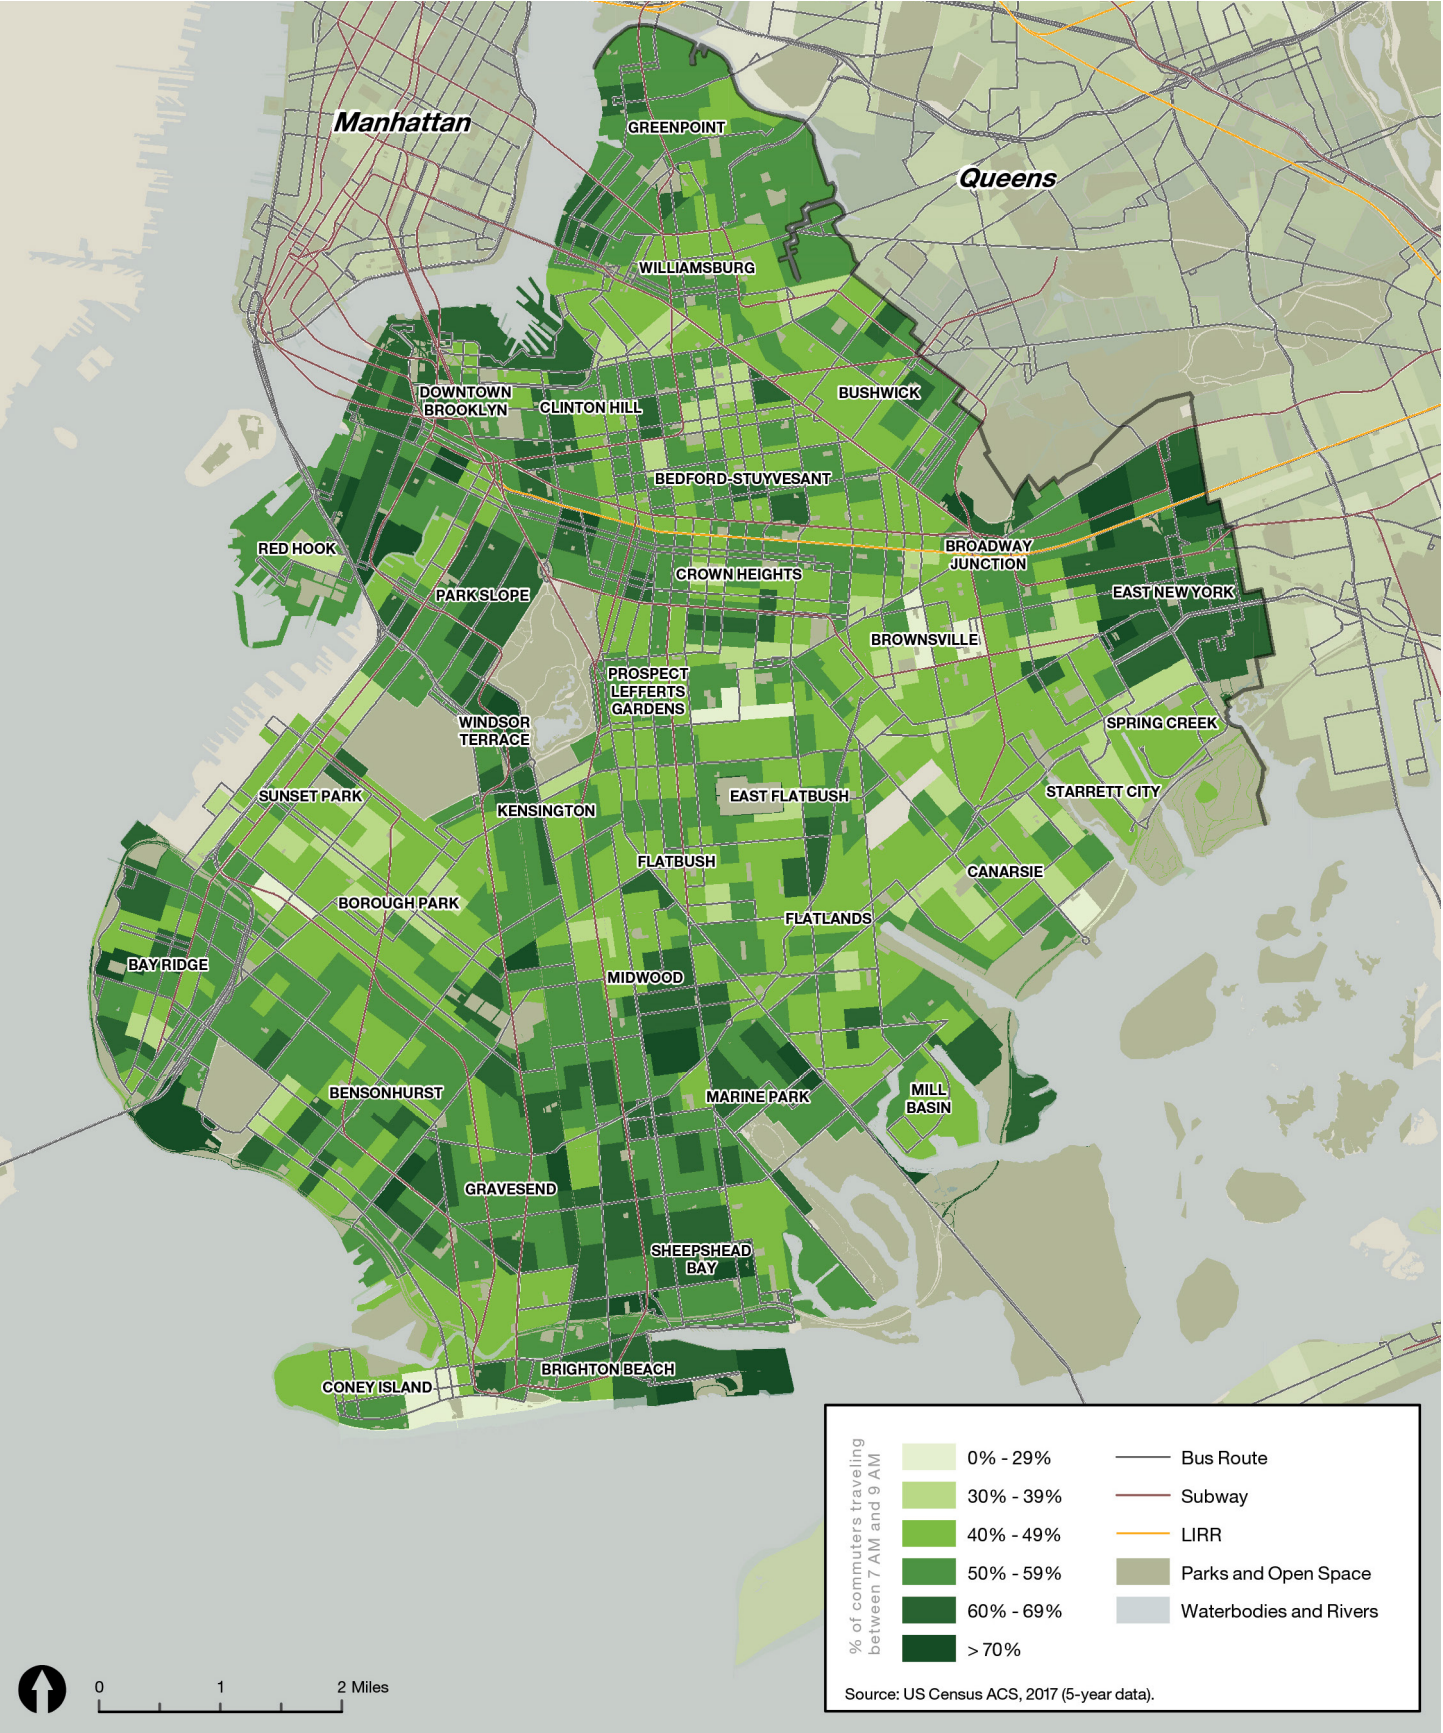 Manhattan
GREENPOINT
Queens
WILLIAMSBURG
DOWNTOWN
BROOKLYN
CLINTON HILL
BUSHWICK
BEDFORD-STUYVESANT
RED HOOK
BROADWAY
JUNCTION
CROWN HEIGHTS
PARK SLOPE
EAST NEW YORK
BROWNSVILLE
PROSPECT
LEFFERTS
GARDENS
WINDSOR
TERRACE
SPRING CREEK
SUNSET PARK
KENSINGTON
EAST FLATBUSH
STARRETT CITY
FLATBUSH
CANARSIE
BOROUGH PARK
FLATLANDS
BAY RIDGE
MIDWOOD
BENSONHURST
MARINE PARK
MILL
BASIN
GRAVESEND
SHEEPSHEAD
BAY
BRIGHTON BEACH
CONEY ISLAND
% of commuters traveling
between 7 AM and 9 AM
0% - 29%
30% - 39%
40% - 49%
50% - 59%
60% - 69%
> 70%
Bus Route
Subway
LIRR
Parks and Open Space
Waterbodies and Rivers
Source: US Census ACS, 2017 (5-year data).
0 1 2 Miles